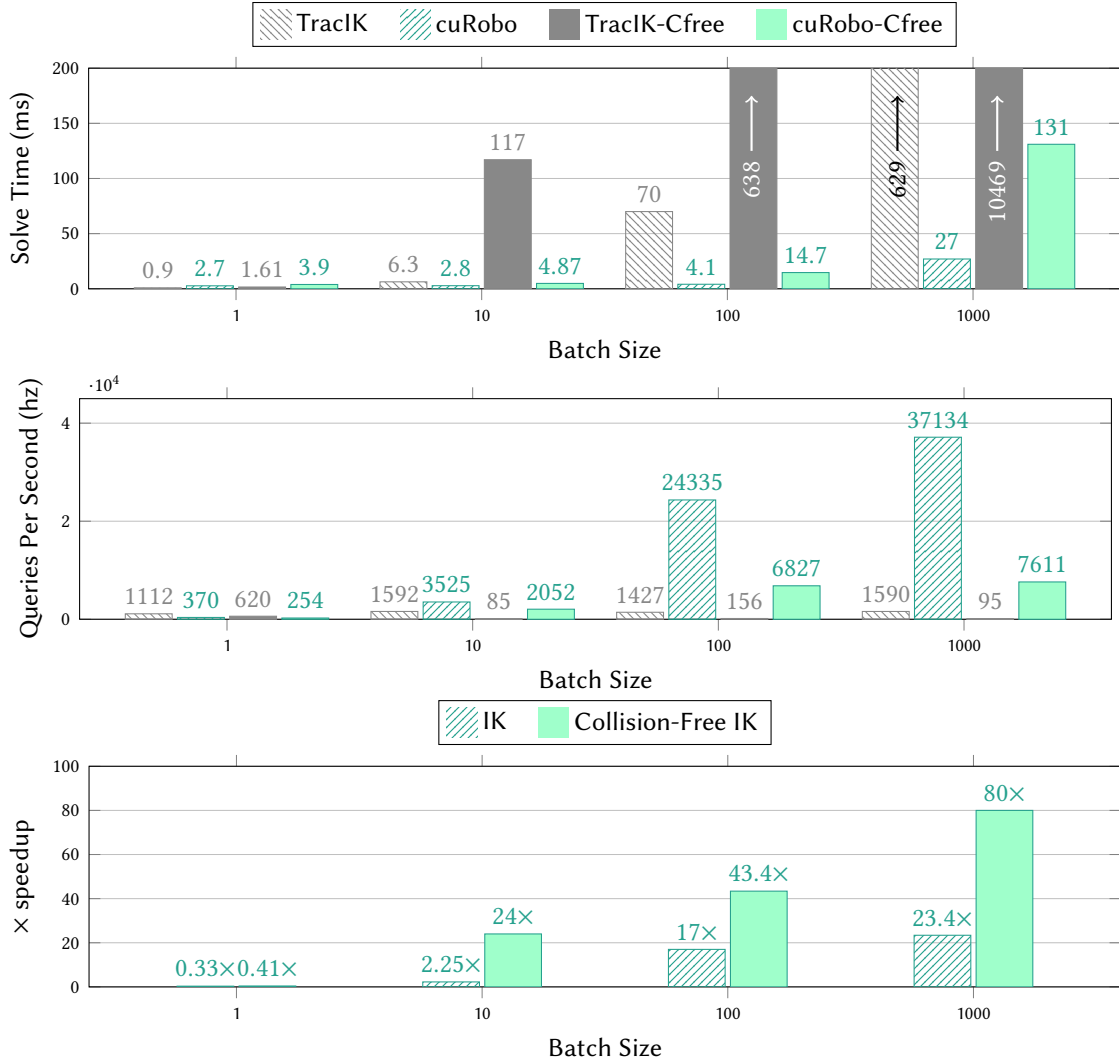 TracIK cuRobo TracIK-Cfree cuRobo-Cfree
Solve Time (ms)
200
150
100
50
0
0.9 2.7 1.61 3.9
6.3 2.8 117 4.87
70 4.1 638 14.7
629 27 10469 131
1 10 100 1000
Batch Size
·10⁴
Queries Per Second (hz)
4
2
0
1112 370 620 254
1592 3525 85 2052
1427 24335 156 6827
1590 37134 95 7611
1 10 100 1000
Batch Size
IK Collision-Free IK
× speedup
100
80
60
40
20
0
0.33× 0.41×
2.25× 24×
17× 43.4×
23.4× 80×
1 10 100 1000
Batch Size